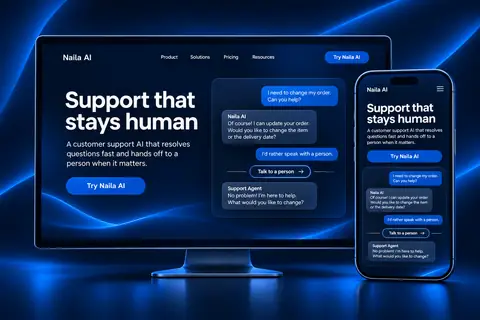 Naila AI
Product
Solutions
Pricing
Resources
Try Naila AI
Support that
stays human
A customer support AI that resolves
questions fast and hands off to a
person when it matters.
Try Naila AI
I need to change my order.
Can you help?
Naila AI
Of course! I can update your order.
Would you like to change the item
or the delivery date?
I'd rather speak with a person.
Talk to a person →
Support Agent
No problem! I'm here to help.
What would you like to change?
Naila AI
Support that
stays human
A customer support AI that resolves
questions fast and hands off to a
person when it matters.
Try Naila AI
I need to change my order.
Can you help?
Naila AI
Of course! I can update your order.
Would you like to change the item
or the delivery date?
I'd rather speak with a person.
Talk to a person →
Support Agent
No problem! I'm here to help.
What would you like to change?